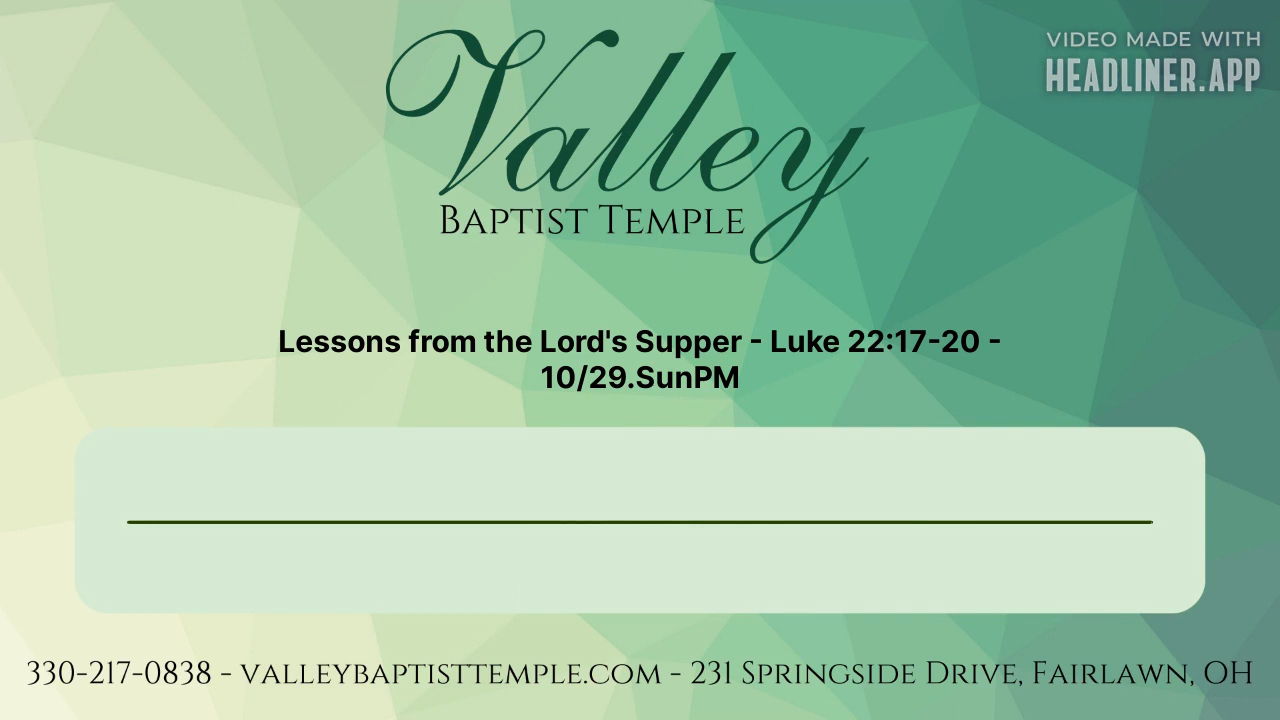 Valley
VIDEO MADE WITH
HEADLINER.APP
BAPTIST TEMPLE
Lessons from the Lord's Supper - Luke 22:17-20 -
10/29.SunPM
330-217-0838 - VALLEYBAPTISTTEMPLE.COM - 231 SPRINGSIDE DRIVE, FAIRLAWN, OH